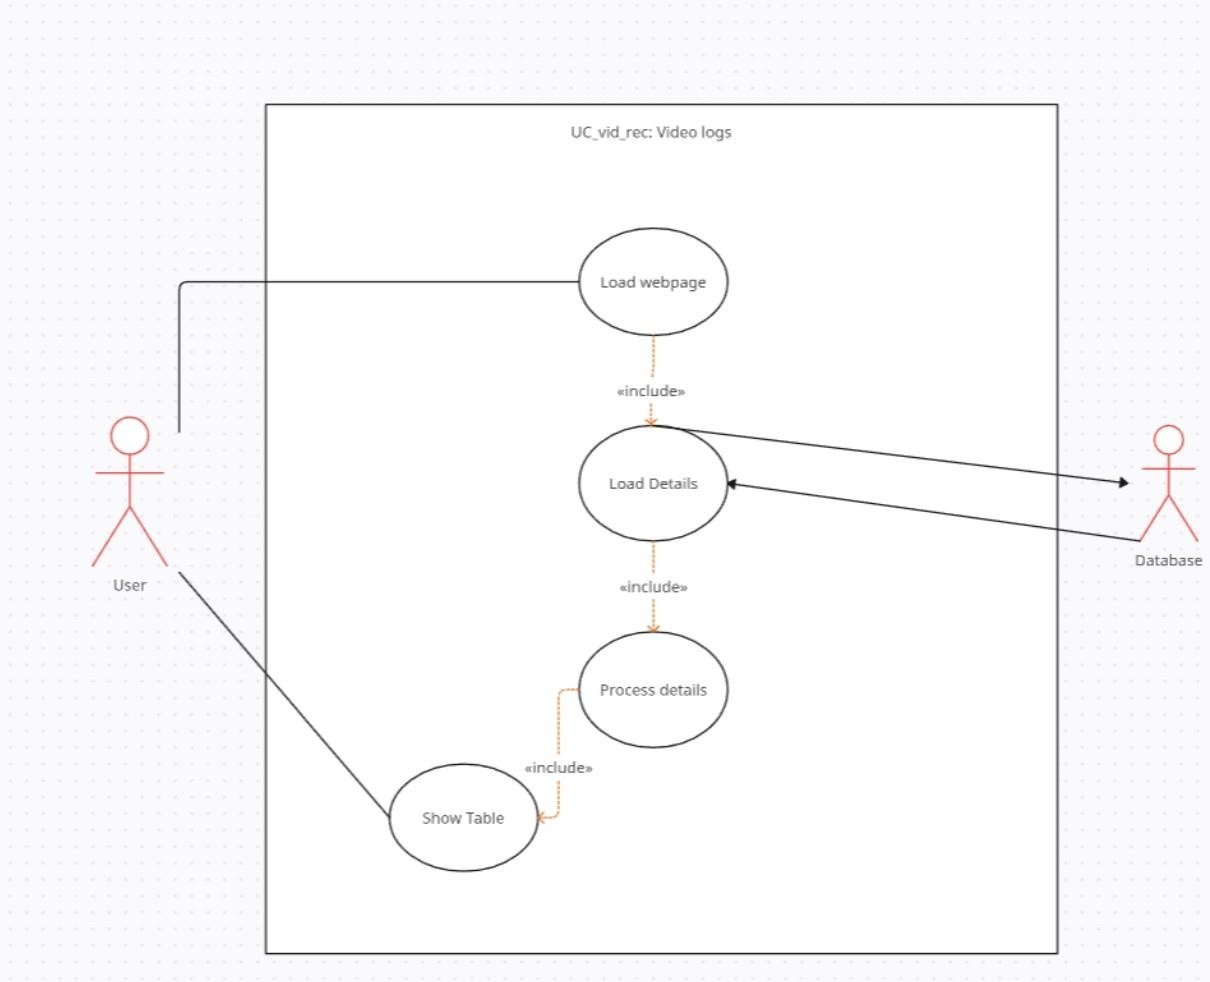 UC_vid_rec: Video logs
Load webpage
«include»
Load Details
Database
User
«include»
Process details
«include»
Show Table